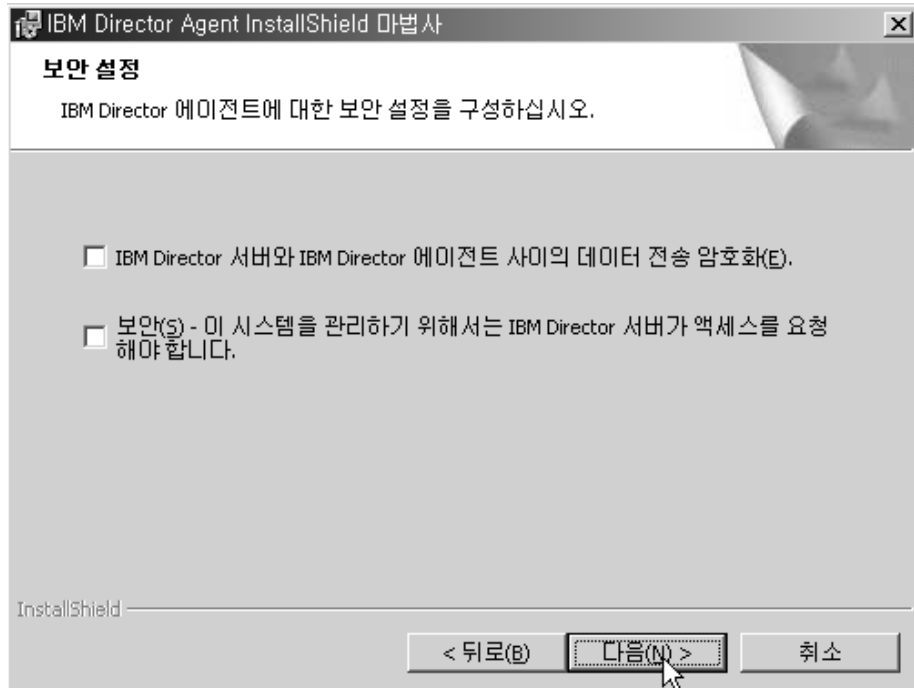 IBM Director Agent InstallShield 마법사
보안 설정
IBM Director 에이전트에 대한 보안 설정을 구성하십시오.
IBM Director 서버와 IBM Director 에이전트 사이의 데이터 전송 암호화(E).
보안(S) - 이 시스템을 관리하기 위해서는 IBM Director 서버가 액세스를 요청
해야 합니다.
InstallShield
< 뒤로(B) 다음(N) > 취소